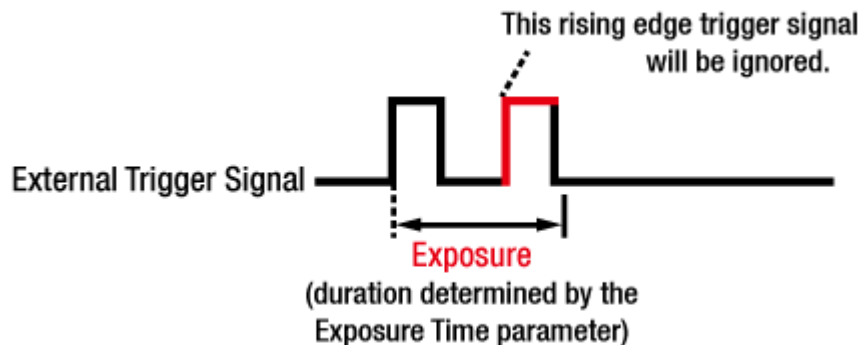 This rising edge trigger signal
will be ignored.
External Trigger Signal
Exposure
(duration determined by the
Exposure Time parameter)